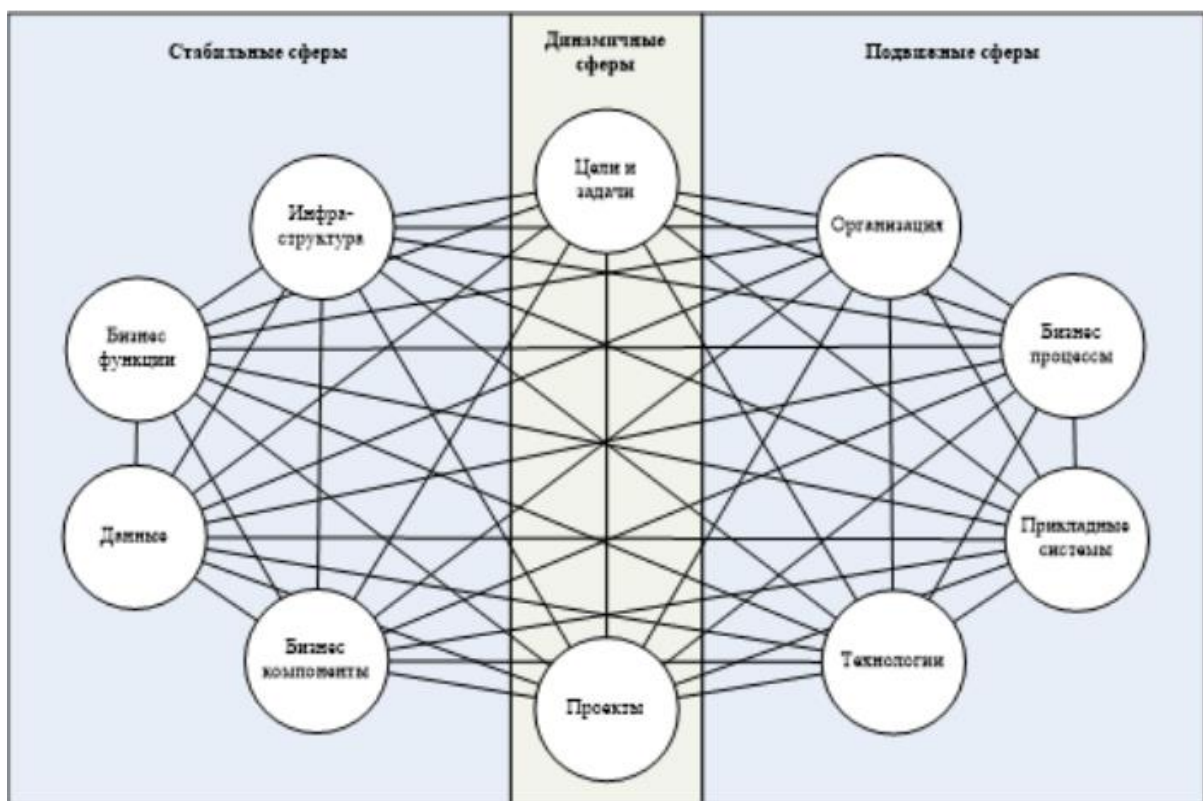 Стабильные сферы
Динамичные
сферы
Подвижные сферы
Цели и
задачи
Инфра-
структура
Организация
Бизнес
функции
Бизнес
процессы
Данные
Прикладные
системы
Бизнес
компоненты
Технологии
Проекты